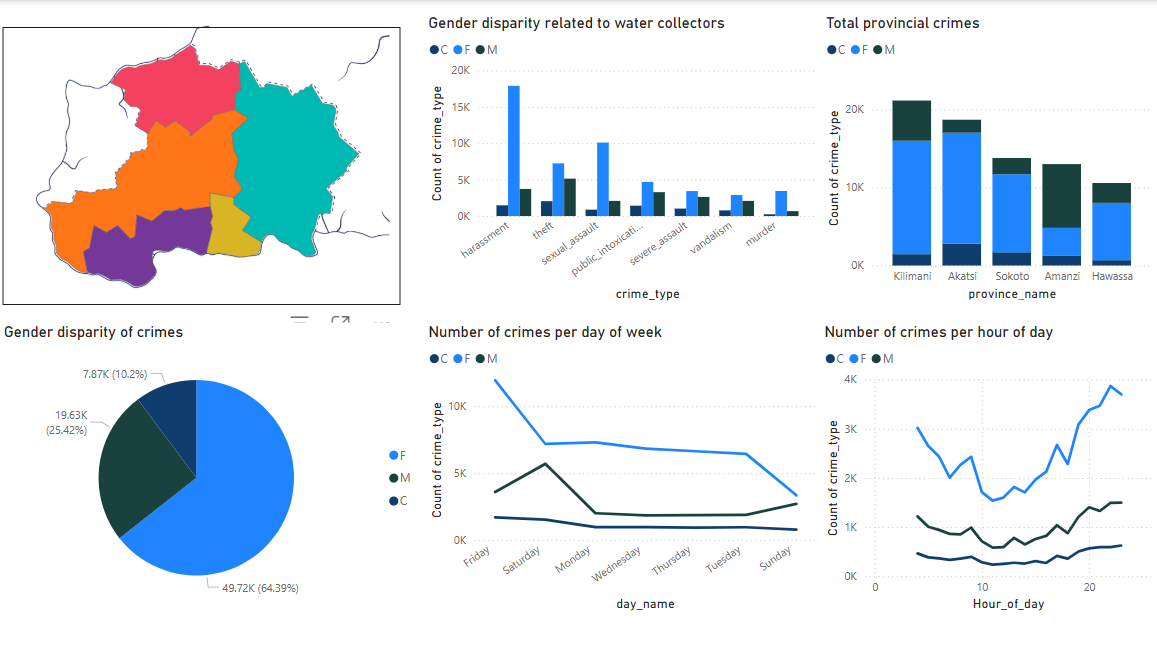 Gender disparity related to water collectors
C F M
Count of crime_type
20K
15K
10K
5K
0K
harassment
theft
sexual_assault
public_intoxicati...
severe_assault
vandalism
murder
crime_type
Total provincial crimes
C F M
Count of crime_type
20K
10K
0K
Kilimani
Akatsi
Sokoto
Amanzi
Hawassa
province_name
Gender disparity of crimes
7.87K (10.2%)
19.63K
(25.42%)
49.72K (64.39%)
F
M
C
Number of crimes per day of week
C F M
Count of crime_type
10K
5K
0K
Friday
Saturday
Monday
Wednesday
Thursday
Tuesday
Sunday
day_name
Number of crimes per hour of day
C F M
Count of crime_type
4K
3K
2K
1K
0K
0
10
20
Hour_of_day